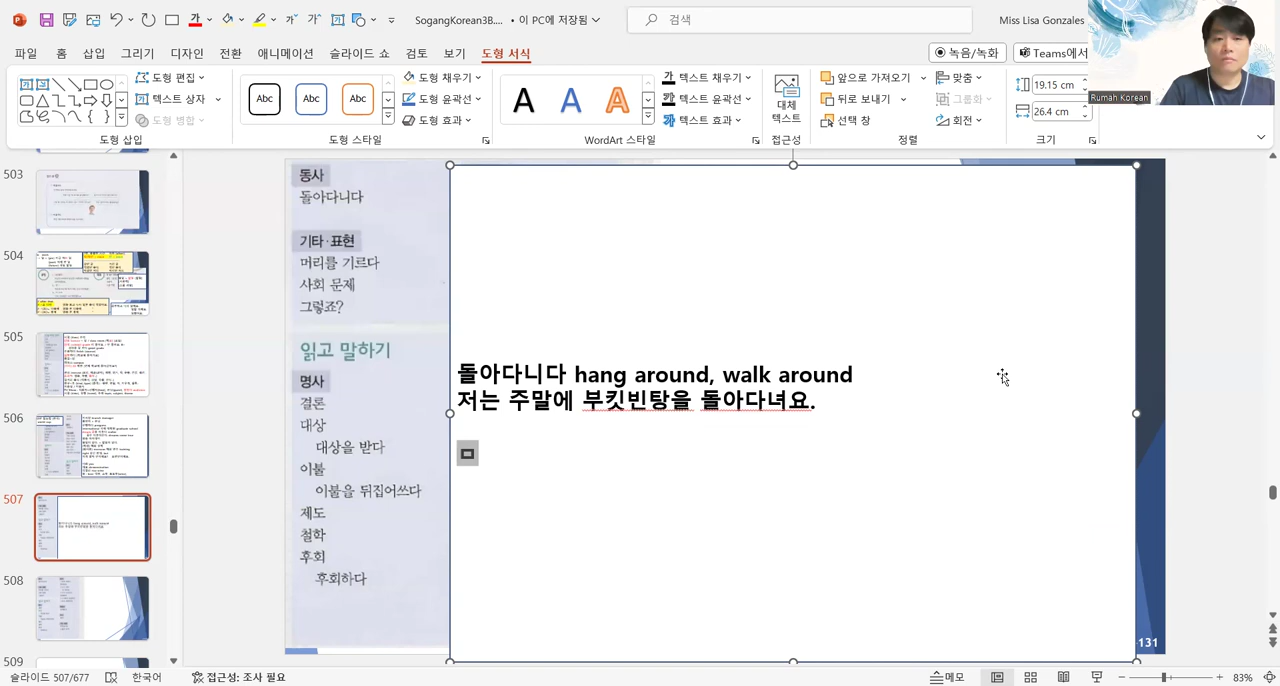 SogangKorean3B.... • 이 PC에 저장됨
검색
Miss Lisa Gonzales
파일 홈 삽입 그리기 디자인 전환 애니메이션 슬라이드 쇼 검토 보기 도형 서식
녹음/녹화
Teams에서
Rumah Korean
도형 편집
텍스트 상자
도형 병합
도형 삽입
Abc Abc Abc
도형 채우기
도형 윤곽선
도형 효과
도형 스타일
A A A
텍스트 채우기
텍스트 윤곽선
텍스트 효과
WordArt 스타일
대체
텍스트
접근성
앞으로 가져오기
뒤로 보내기
선택 창
맞춤
그룹화
회전
정렬
19.15 cm
26.4 cm
크기
503
504
505
506
507
508
509
동사
돌아다니다
기타·표현
머리를 기르다
사회 문제
그렇죠?
읽고 말하기
명사
결론
대상
대상을 받다
이불
이불을 뒤집어쓰다
제도
철학
후회
후회하다
돌아다니다 hang around, walk around
저는 주말에 부킷빈탕을 돌아다녀요.
ㅁ
131
슬라이드 507/677
한국어
접근성: 조사 필요
메모
83%